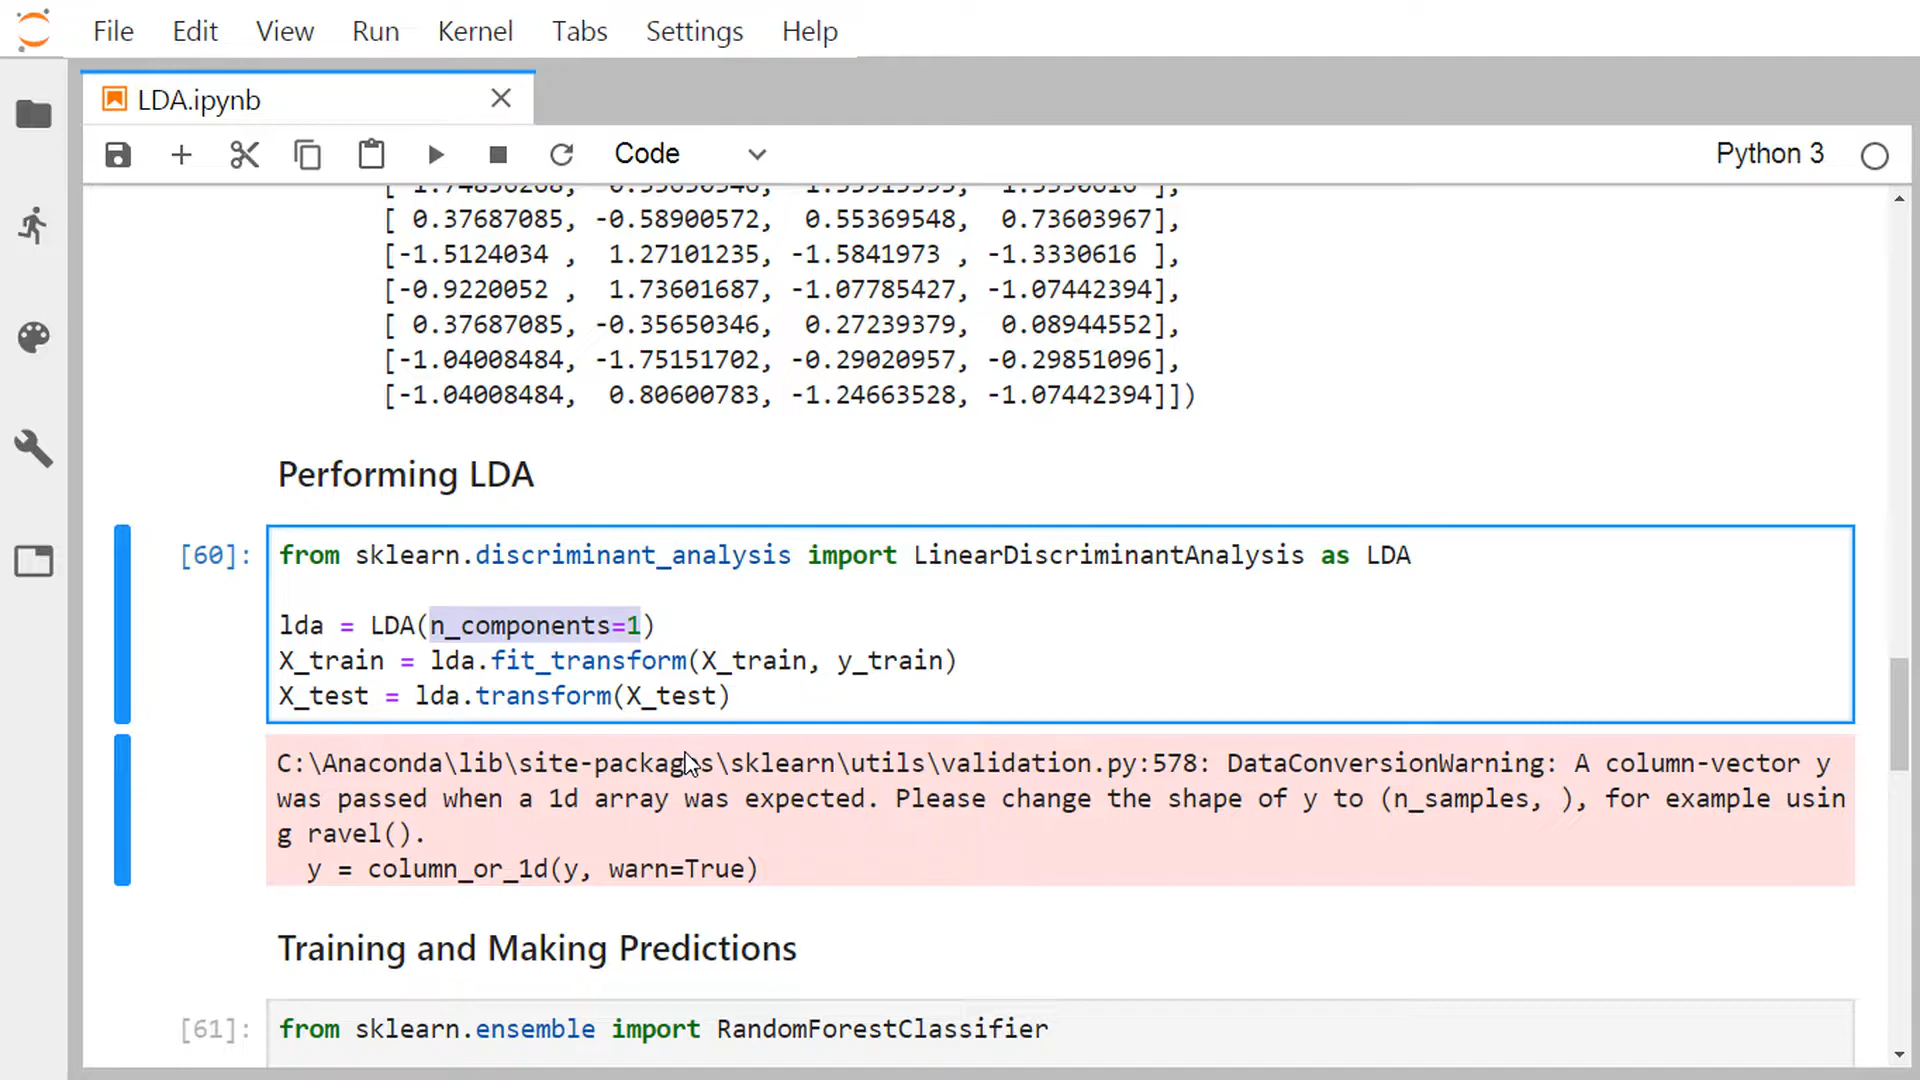 File Edit View Run Kernel Tabs Settings Help
LDA.ipynb
Code Python 3
[ 0.37687085, -0.58900572, 0.55369548, 0.73603967],
[-1.5124034 , 1.27101235, -1.5841973 , -1.3330616 ],
[-0.9220052 , 1.73601687, -1.07785427, -1.07442394],
[ 0.37687085, -0.35650346, 0.27239379, 0.08944552],
[-1.04008484, -1.75151702, -0.29020957, -0.29851096],
[-1.04008484, 0.80600783, -1.24663528, -1.07442394]])
Performing LDA
[60]: from sklearn.discriminant_analysis import LinearDiscriminantAnalysis as LDA
lda = LDA(n_components=1)
X_train = lda.fit_transform(X_train, y_train)
X_test = lda.transform(X_test)
C:\Anaconda\lib\site-packages\sklearn\utils\validation.py:578: DataConversionWarning: A column-vector y
was passed when a 1d array was expected. Please change the shape of y to (n_samples, ), for example usin
g ravel().
y = column_or_1d(y, warn=True)
Training and Making Predictions
[61]: from sklearn.ensemble import RandomForestClassifier